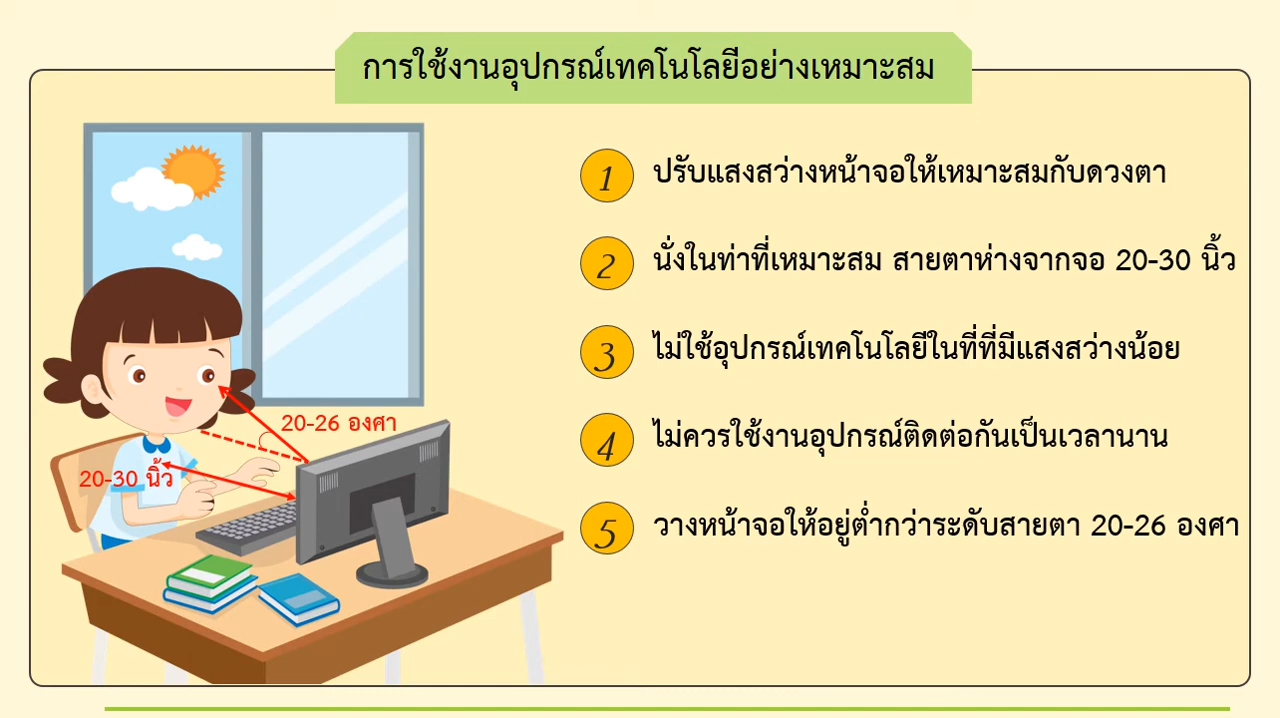 การใช้งานอุปกรณ์เทคโนโลยีอย่างเหมาะสม
1 ปรับแสงสว่างหน้าจอให้เหมาะสมกับดวงตา
2 นั่งในท่าที่เหมาะสม สายตาห่างจากจอ 20-30 นิ้ว
3 ไม่ใช้อุปกรณ์เทคโนโลยีในที่ที่มีแสงสว่างน้อย
4 ไม่ควรใช้งานอุปกรณ์ติดต่อกันเป็นเวลานาน
5 วางหน้าจอให้อยู่ต่ำกว่าระดับสายตา 20-26 องศา
20-26 องศา
20-30 นิ้ว